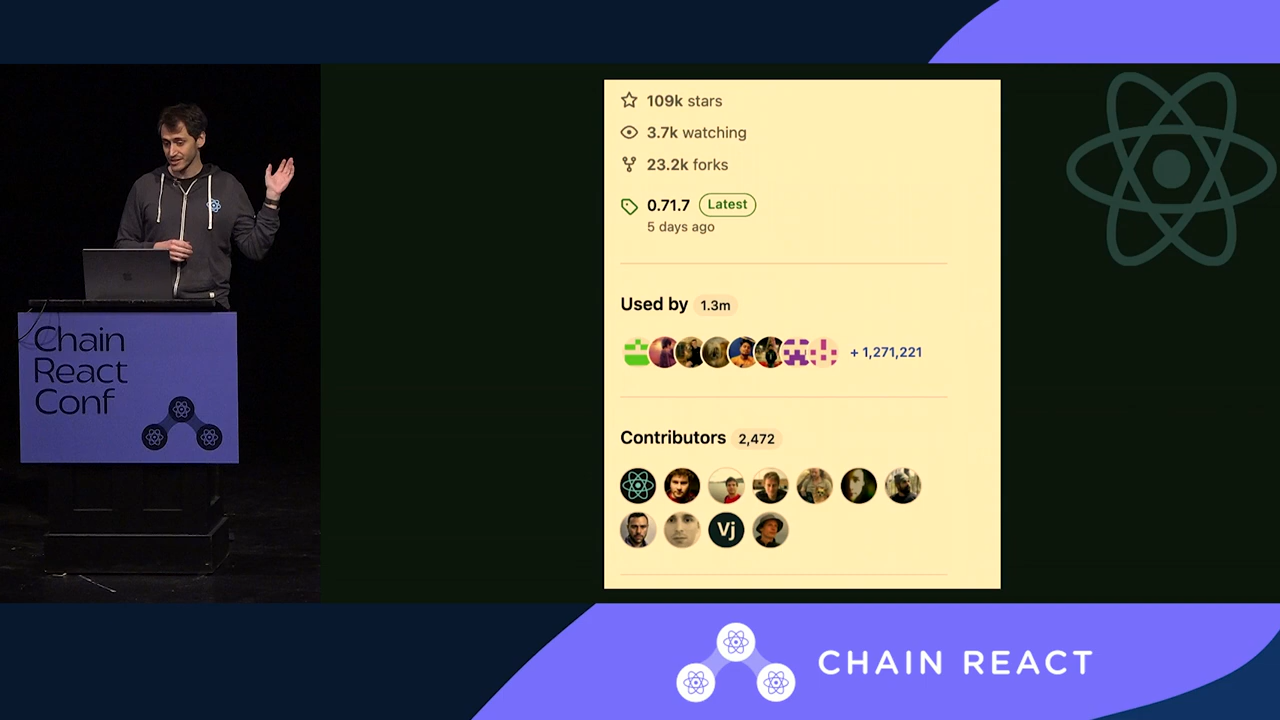 109k stars
3.7k watching
23.2k forks
0.71.7 Latest
5 days ago
Used by 1.3m
+ 1,271,221
Contributors 2,472
Vj
Chain
React
Conf
CHAIN REACT